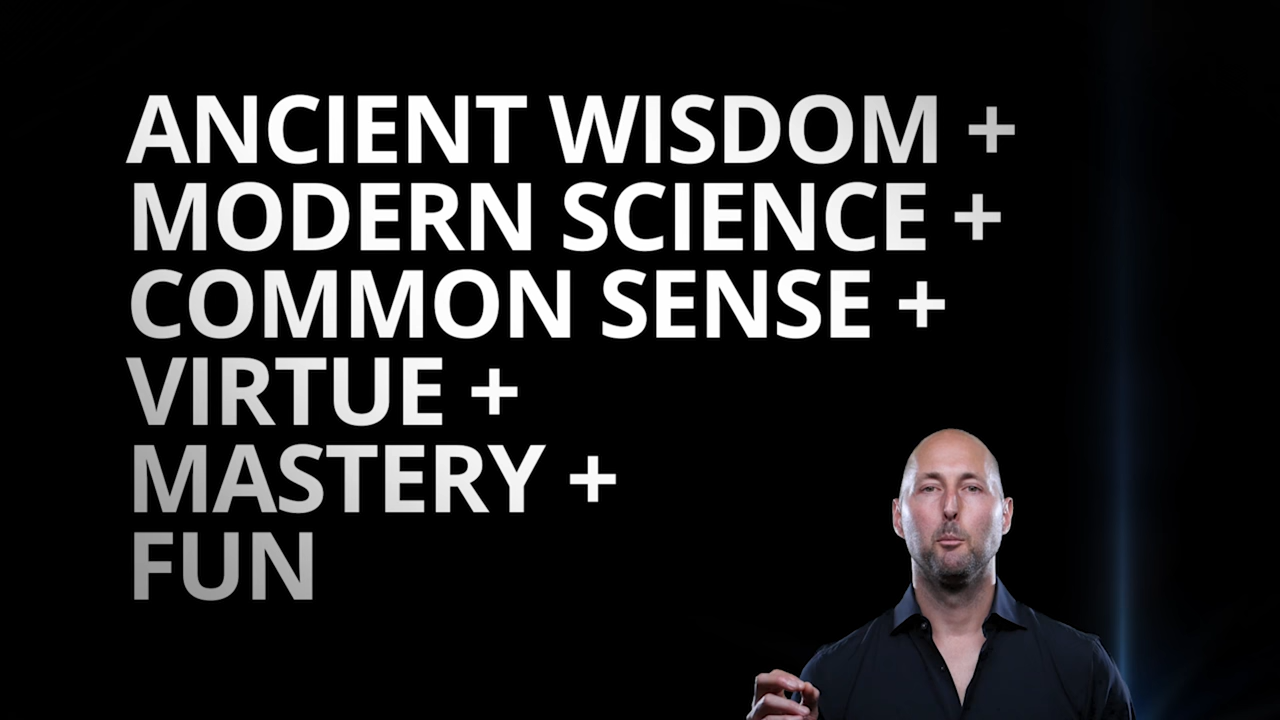 ANCIENT WISDOM +
MODERN SCIENCE +
COMMON SENSE +
VIRTUE +
MASTERY +
FUN